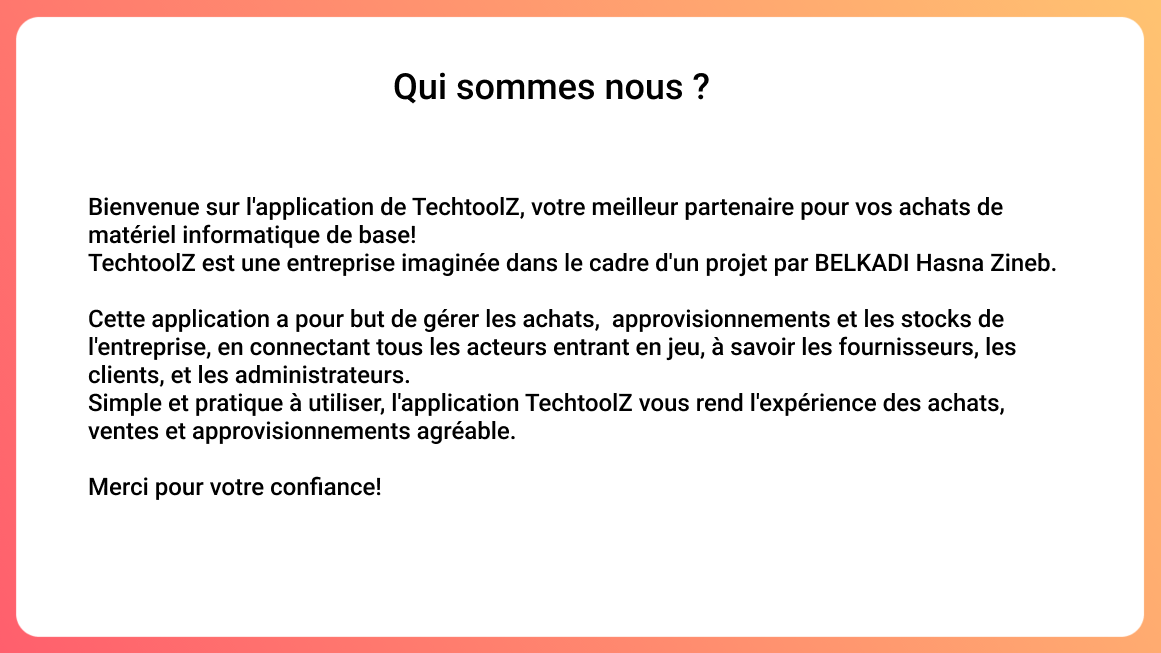 Qui sommes nous ?
Bienvenue sur l'application de TechtoolZ, votre meilleur partenaire pour vos achats de
matériel informatique de base!
TechtoolZ est une entreprise imaginée dans le cadre d'un projet par BELKADI Hasna Zineb.
Cette application a pour but de gérer les achats,  approvisionnements et les stocks de
l'entreprise, en connectant tous les acteurs entrant en jeu, à savoir les fournisseurs, les
clients, et les administrateurs.
Simple et pratique à utiliser, l'application TechtoolZ vous rend l'expérience des achats,
ventes et approvisionnements agréable.
Merci pour votre confiance!